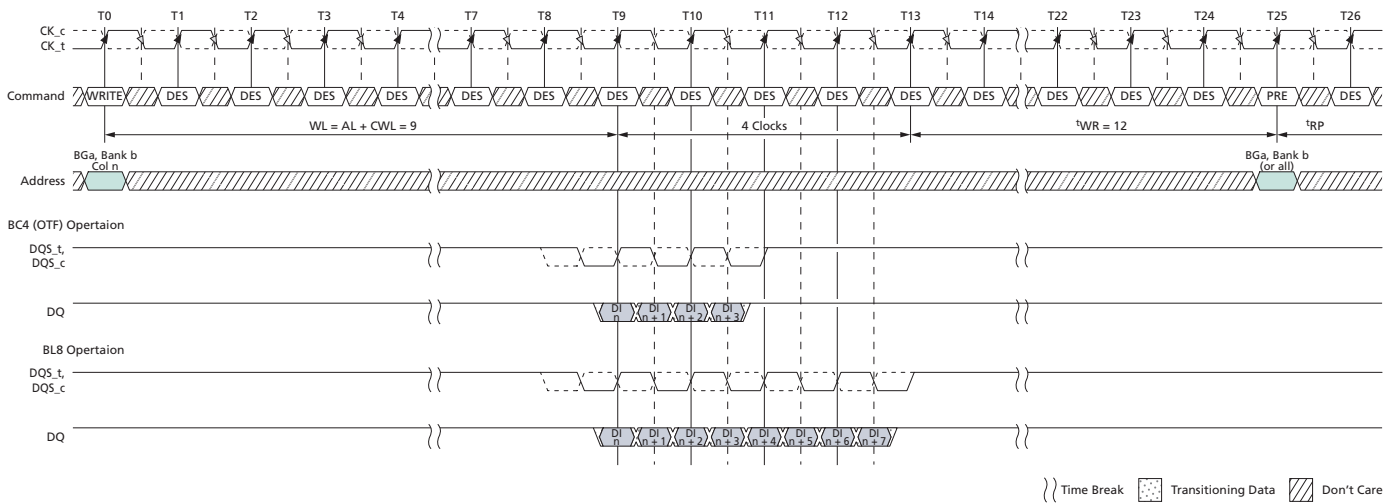 T0 T1 T2 T3 T4 T7 T8 T9 T10 T11 T12 T13 T14 T22 T23 T24 T25 T26
CK_c
CK_t
Command WRITE DES DES DES DES DES DES DES DES DES DES DES DES DES DES DES PRE DES
WL = AL + CWL = 9 4 Clocks tWR = 12 tRP
BGa, Bank b
Col n
BGa, Bank b
(or all)
Address
BC4 (OTF) Opertaion
DQS_t,
DQS_c
DQ
DI n DI n + 1 DI n + 2 DI n + 3
BL8 Opertaion
DQS_t,
DQS_c
DQ
DI n DI n + 1 DI n + 2 DI n + 3 DI n + 4 DI n + 5 DI n + 6 DI n + 7
Time Break Transitioning Data Don't Care